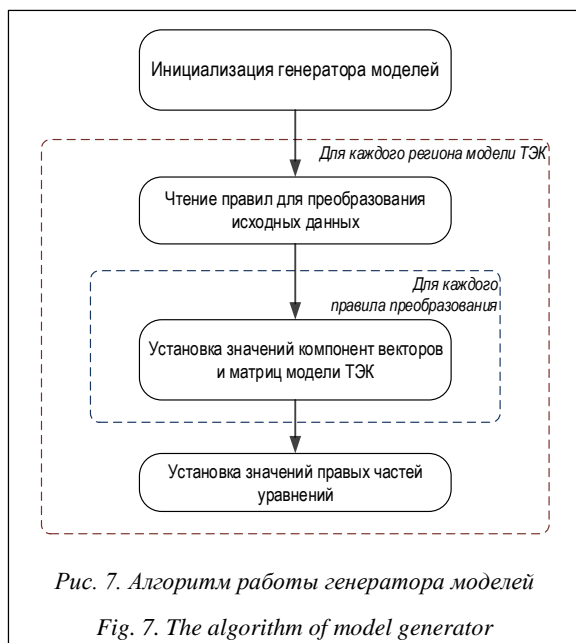 Инициализация генератора моделей
Для каждого региона модели ТЭК
Чтение правил для преобразования
исходных данных
Для каждого
правила преобразования
Установка значений компонент векторов
и матриц модели ТЭК
Установка значений правых частей
уравнений
Рис. 7. Алгоритм работы генератора моделей
Fig. 7. The algorithm of model generator